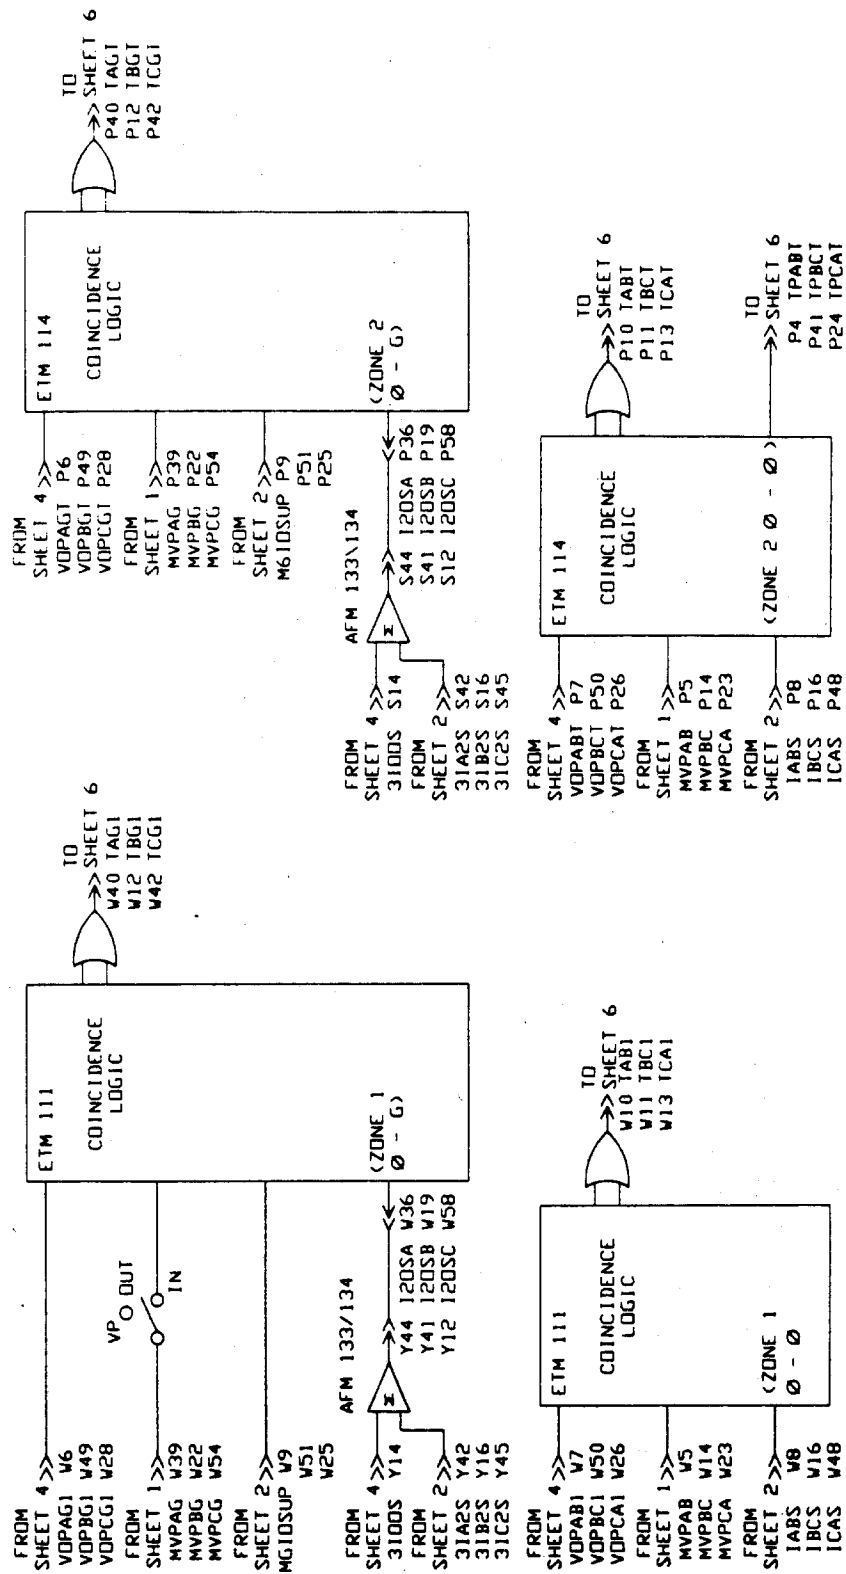 FROM
SHEET 4
VOPAG1 W6
VOPBG1 W49
VOPCG1 W28
FROM
SHEET 1
MVPAG W39
MVPBG W22
MVPCG W54
VP
OUT
IN
FROM
SHEET 2
MG10SUP W9
W51
W25
ETM 111
COINCIDENCE
LOGIC
(ZONE 1
Ø - G)
TO
SHEET 6
W40 TAG1
W12 TBG1
W42 TCG1
AFM 133/134
Σ
FROM
SHEET 4
3I00S Y14
FROM
SHEET 2
31A2S Y42
31B2S Y16
31C2S Y45
Y44 I20SA W36
Y41 I20SB W19
Y12 I20SC W58
FROM
SHEET 4
VOPAGT P6
VOPBGT P49
VOPCGT P28
FROM
SHEET 1
MVPAG P39
MVPBG P22
MVPCG P54
FROM
SHEET 2
M610SUP P9
P51
P25
ETM 114
COINCIDENCE
LOGIC
(ZONE 2
Ø - G)
TO
SHEET 6
P40 TAGT
P12 TBGT
P42 TCGT
AFM 133\134
Σ
FROM
SHEET 4
3I00S S14
FROM
SHEET 2
31A2S S42
31B2S S16
31C2S S45
S44 I20SA P36
S41 I20SB P19
S12 I20SC P58
FROM
SHEET 4
VOPAB1 W7
VOPBC1 W50
VOPCA1 W26
FROM
SHEET 1
MVPAB W5
MVPBC W14
MVPCA W23
FROM
SHEET 2
IABS W8
IBCS W16
ICAS W48
ETM 111
COINCIDENCE
LOGIC
(ZONE 1
Ø - Ø
TO
SHEET 6
W10 TAB1
W11 TBC1
W13 TCA1
FROM
SHEET 4
VOPABT P7
VOPBCT P50
VOPCAT P26
FROM
SHEET 1
MVPAB P5
MVPBC P14
MVPCA P23
FROM
SHEET 2
IABS P8
IBCS P16
ICAS P48
ETM 114
COINCIDENCE
LOGIC
(ZONE 2 Ø - Ø)
TO
SHEET 6
P10 TABT
P11 TBCT
P13 TCAT
TO
SHEET 6
P4 TPABT
P41 TPBCT
P24 TPCAT